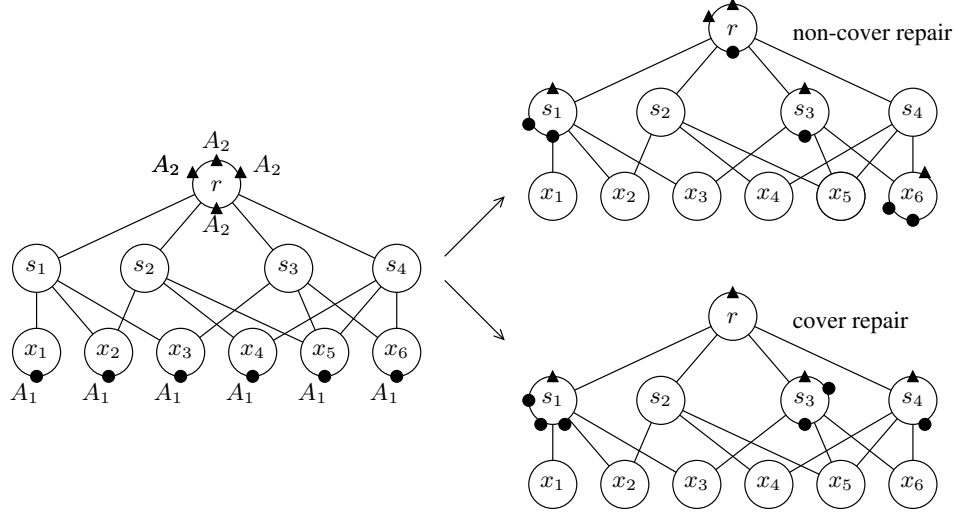 A₂
A₂ A₂
r
A₂
s₁ s₂ s₃ s₄
x₁ x₂ x₃ x₄ x₅ x₆
A₁ A₁ A₁ A₁ A₁ A₁
r non-cover repair
s₁ s₂ s₃ s₄
x₁ x₂ x₃ x₄ x₅ x₆
r cover repair
s₁ s₂ s₃ s₄
x₁ x₂ x₃ x₄ x₅ x₆